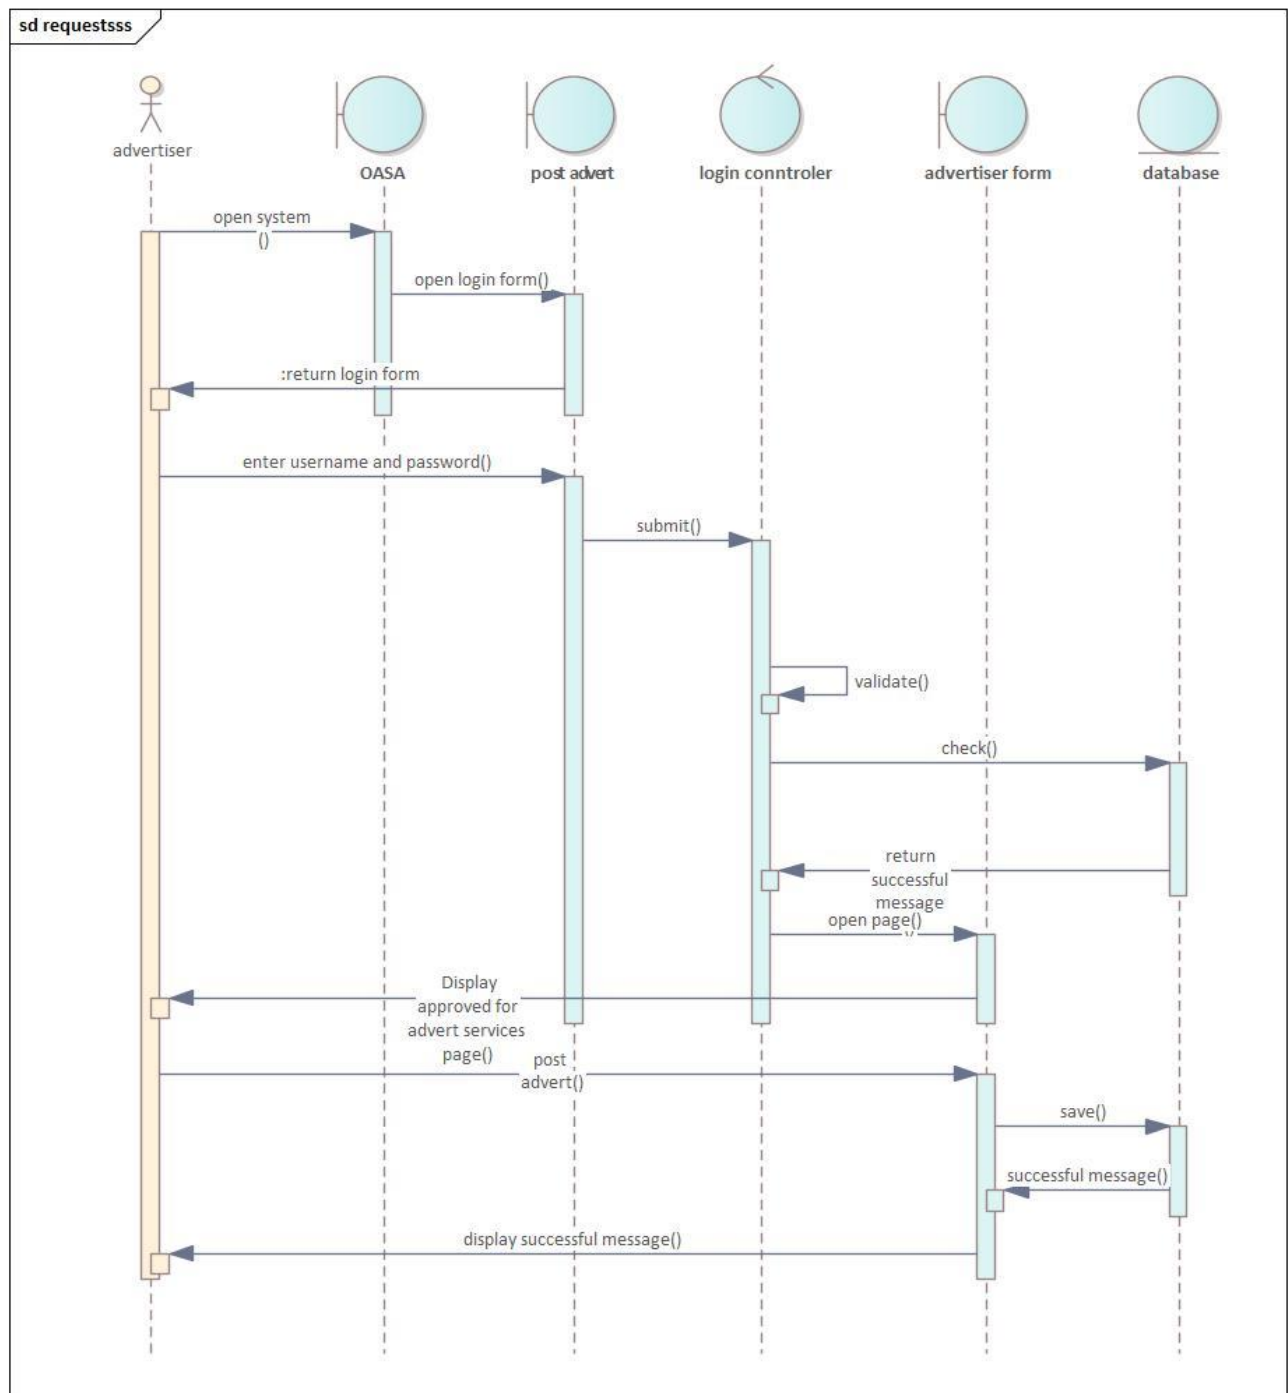 sd requestsss
advertiser
OASA
post advert
login conntroler
advertiser form
database
open system
()
open login form()
:return login form
enter username and password()
submit()
validate()
check()
return
successful
message
open page()
Display
approved for
advert services
page()
post
advert()
save()
successful message()
display successful message()